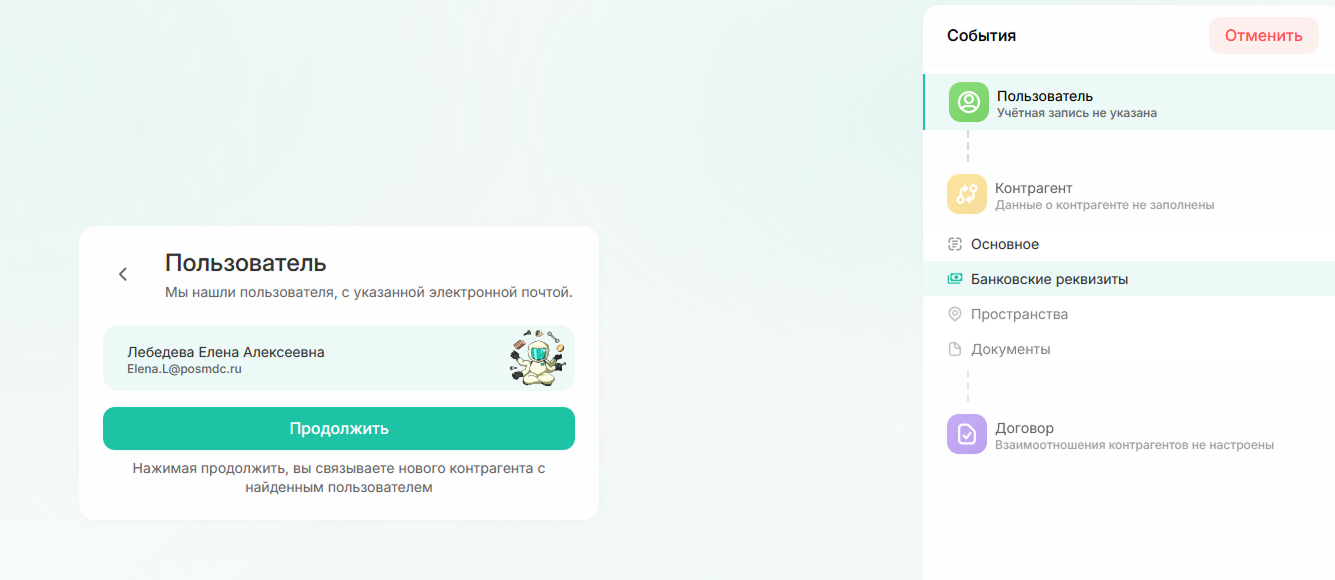 Пользователь
Мы нашли пользователя, с указанной электронной почтой.
Лебедева Елена Алексеевна
Elena.L@posmdc.ru
Продолжить
Нажимая продолжить, вы связываете нового контрагента с
найденным пользователем
События
Отменить
Пользователь
Учётная запись не указана
Контрагент
Данные о контрагенте не заполнены
Основное
Банковские реквизиты
Пространства
Документы
Договор
Взаимоотношения контрагентов не настроены